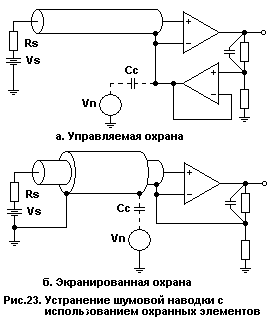 Rs
Vs
Cc
Vn
+
−
+
−
а. Управляемая охрана
Rs
Vs
Cc
Vn
+
−
б. Экранированная охрана
Рис.23. Устранение шумовой наводки с
использованием охранных элементов